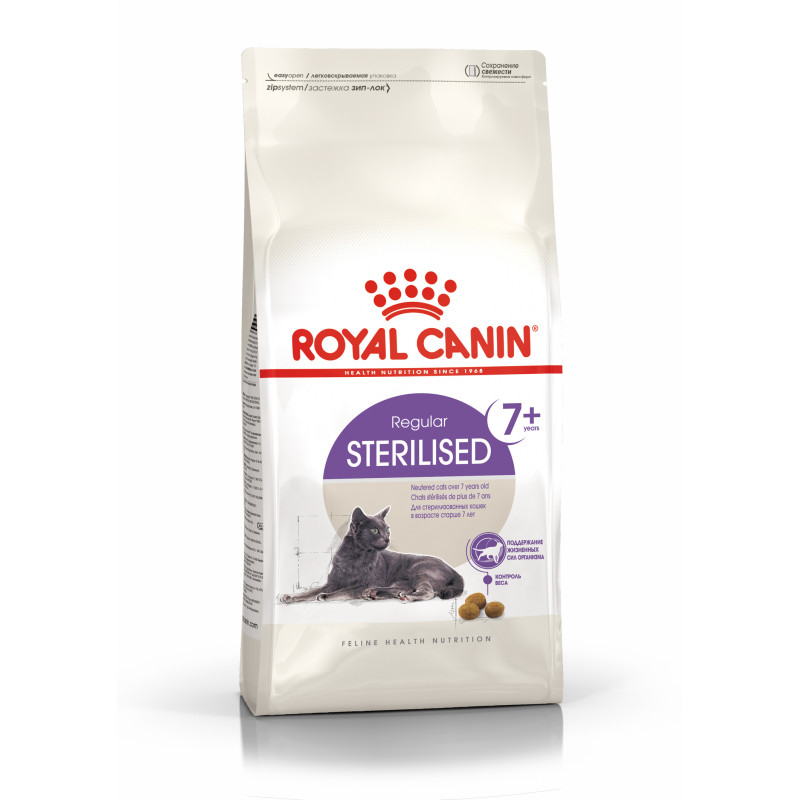 easyopen / легковскрываемая упаковка
zipsystem/застежка зип-лок
Сохранение
свежести
ROYAL CANIN®
HEALTH NUTRITION SINCE 1968
Regular
STERILISED
7+
years
Neutered cats over 7 years old
Chats stérilisés de plus de 7 ans
Для стерилизованных кошек
в возрасте старше 7 лет
ПОДДЕРЖАНИЕ
ЖИЗНЕННЫХ
СИЛ ОРГАНИЗМА
КОНТРОЛЬ
ВЕСА
FELINE HEALTH NUTRITION